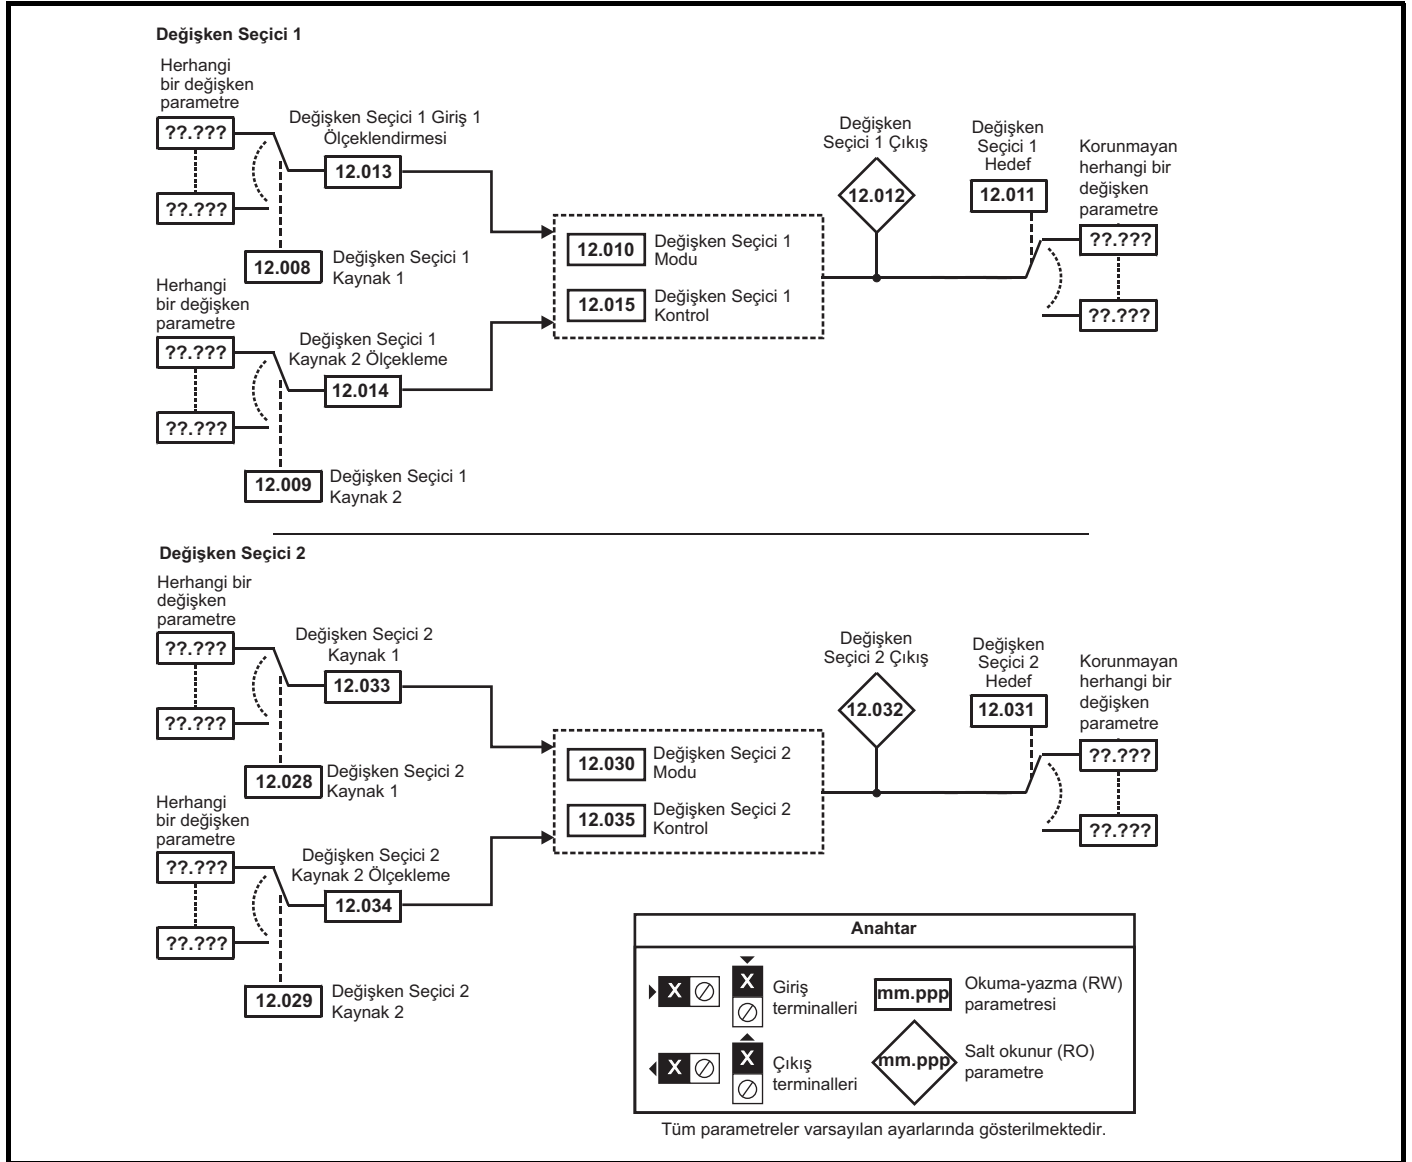 Değişken Seçici 1
Herhangi
bir değişken
parametre
??.???
??.???
Değişken Seçici 1 Giriş 1
Ölçeklendirmesi
12.013
12.008
Değişken Seçici 1
Kaynak 1
Herhangi
bir değişken
parametre
??.???
??.???
Değişken Seçici 1
Kaynak 2 Ölçekleme
12.014
12.009
Değişken Seçici 1
Kaynak 2
12.010
Değişken Seçici 1
Modu
12.015
Değişken Seçici 1
Kontrol
Değişken
Seçici 1 Çıkış
12.012
Değişken
Seçici 1
Hedef
12.011
Korunmayan
herhangi bir
değişken
parametre
??.???
??.???
Değişken Seçici 2
Herhangi bir
değişken
parametre
??.???
??.???
Değişken Seçici 2
Kaynak 1
12.033
12.028
Değişken Seçici 2
Kaynak 1
Herhangi
bir değişken
parametre
??.???
??.???
Değişken Seçici 2
Kaynak 2 Ölçekleme
12.034
12.029
Değişken Seçici 2
Kaynak 2
12.030
Değişken Seçici 2
Modu
12.035
Değişken Seçici 2
Kontrol
Değişken
Seçici 2 Çıkış
12.032
Değişken
Seçici 2
Hedef
12.031
Korunmayan
herhangi bir
değişken
parametre
??.???
??.???
Anahtar
X
X
Giriş
terminalleri
mm.ppp
Okuma-yazma (RW)
parametresi
X
X
Çıkış
terminalleri
mm.ppp
Salt okunur (RO)
parametre
Tüm parametreler varsayılan ayarlarında gösterilmektedir.